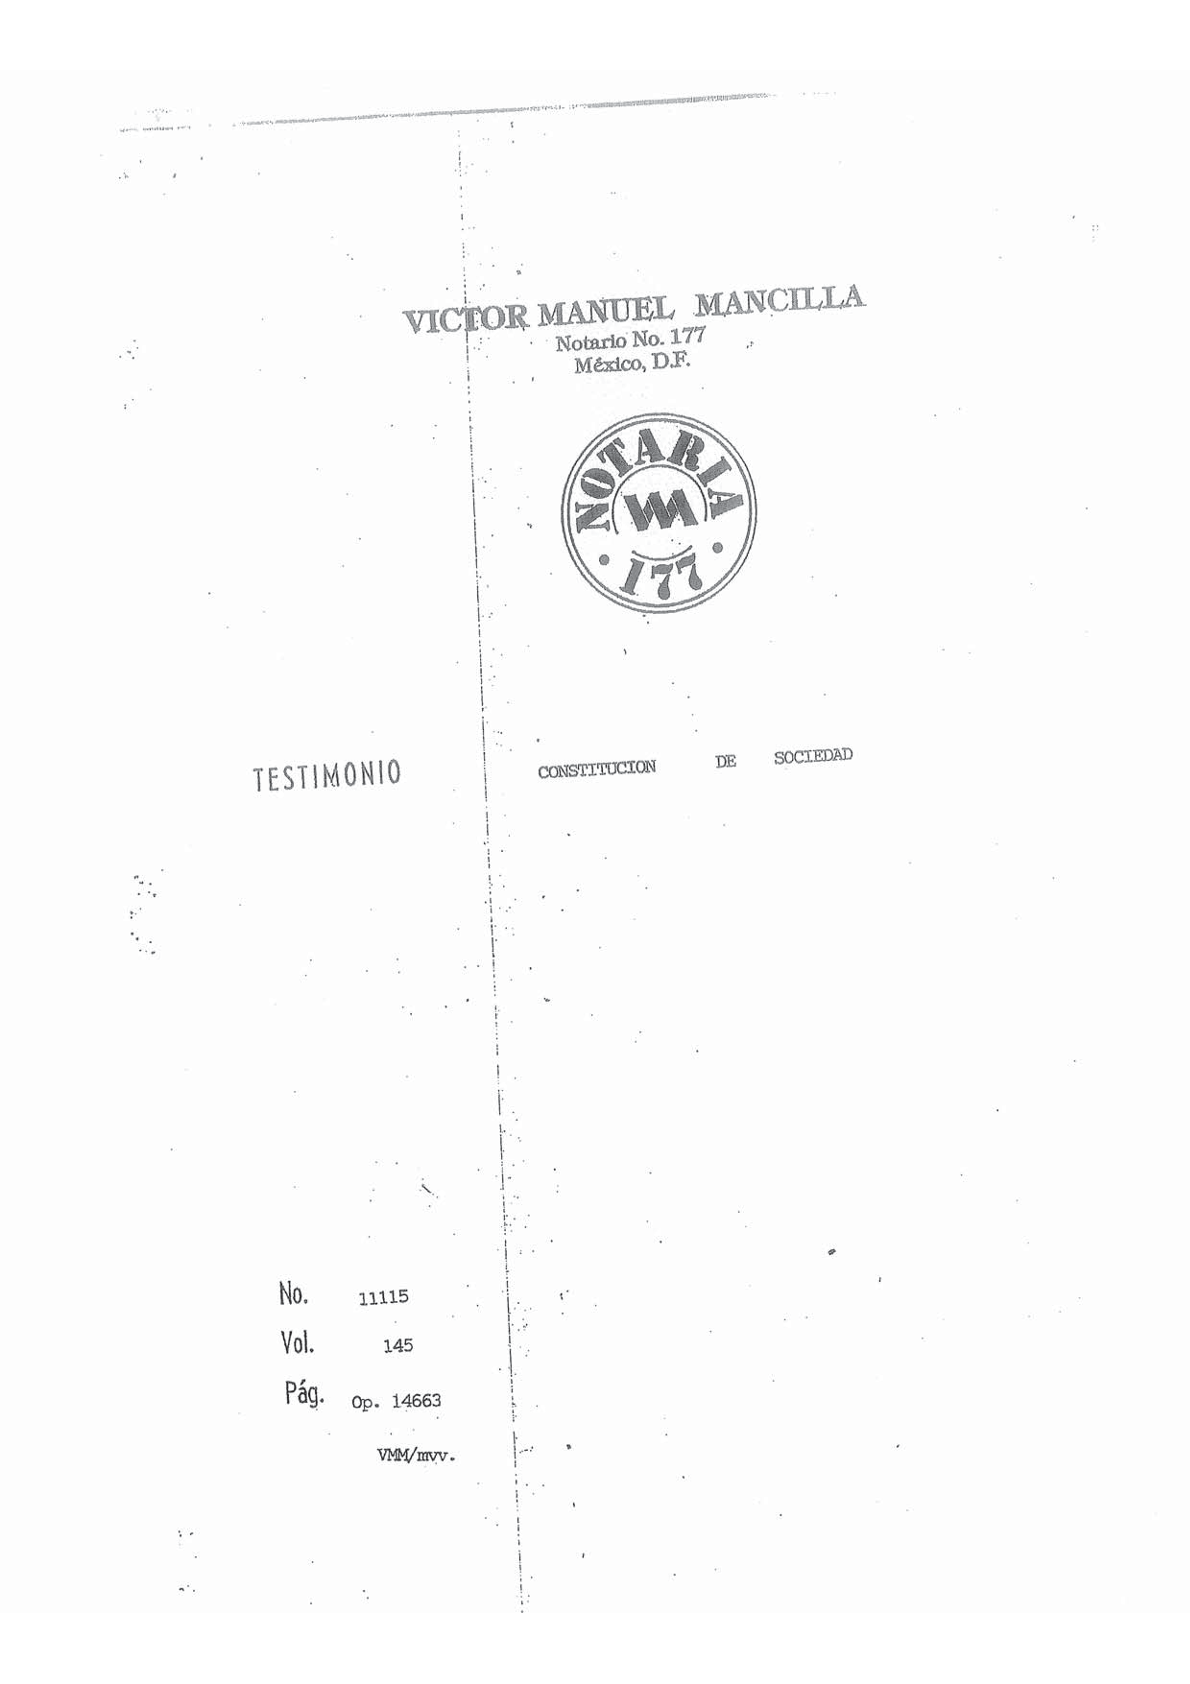 VICTOR MANUEL MANCILLA
Notario No. 177
México, D.F.
NOTARIA
VMM
· 177 ·
TESTIMONIO CONSTITUCION DE SOCIEDAD
No. 11115
Vol. 145
Pág. Op. 14663
VMM/mvv.